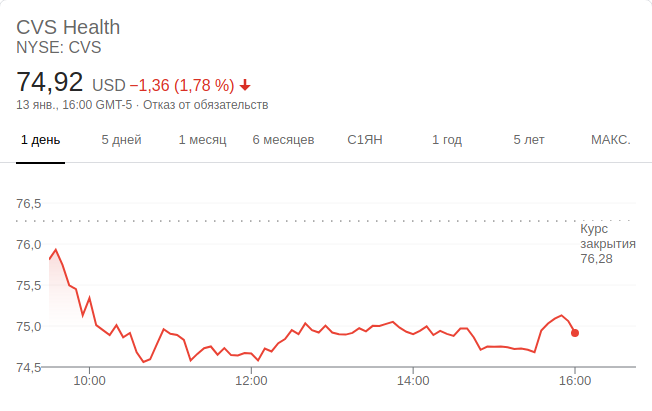 CVS Health
NYSE: CVS
74,92 USD −1,36 (1,78 %)
13 янв., 16:00 GMT-5 · Отказ от обязательств
1 день 5 дней 1 месяц 6 месяцев С1ЯН 1 год 5 лет МАКС.
76,5
Курс
закрытия
76,28
76,0
75,5
75,0
74,5
10:00 12:00 14:00 16:00